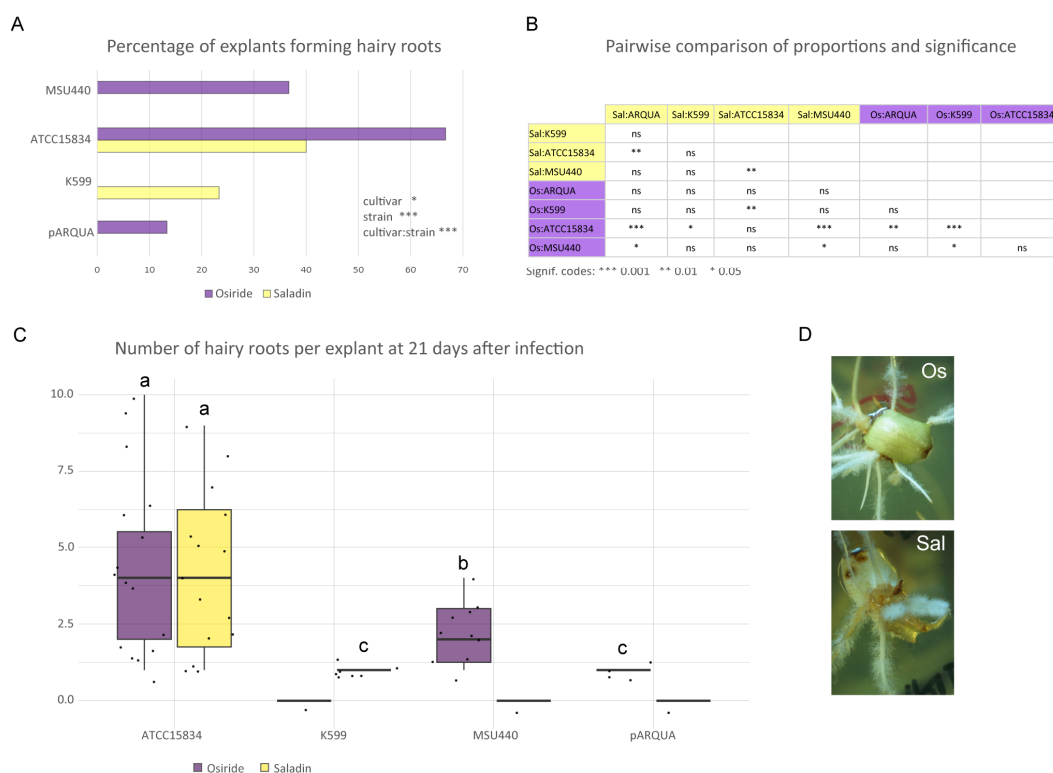 A
Percentage of explants forming hairy roots
MSU440
ATCC15834
K599
pARQUA
cultivar *
strain ***
cultivar:strain ***
0 10 20 30 40 50 60 70
Osiride Saladin
B
Pairwise comparison of proportions and significance
Sal:ARQUA Sal:K599 Sal:ATCC15834 Sal:MSU440 Os:ARQUA Os:K599 Os:ATCC15834
Sal:K599 ns
Sal:ATCC15834 ** ns
Sal:MSU440 ns ns **
Os:ARQUA ns ns ns ns
Os:K599 ns ns ** ns ns
Os:ATCC15834 *** * ns *** ** ***
Os:MSU440 * ns ns * ns * ns
Signif. codes: *** 0.001 ** 0.01 * 0.05
C
Number of hairy roots per explant at 21 days after infection
10.0
7.5
5.0
2.5
0.0
a
a
c
b
c
ATCC15834 K599 MSU440 pARQUA
Osiride Saladin
D
Os
Sal